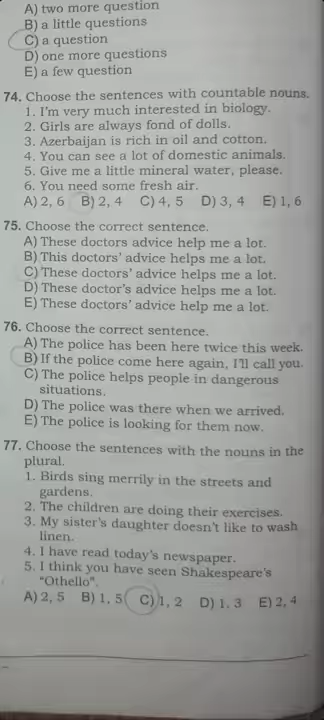 A) two more question
B) a little questions
C) a question
D) one more questions
E) a few question
74. Choose the sentences with countable nouns.
1. I'm very much interested in biology.
2. Girls are always fond of dolls.
3. Azerbaijan is rich in oil and cotton.
4. You can see a lot of domestic animals.
5. Give me a little mineral water, please.
6. You need some fresh air.
A) 2, 6 B) 2, 4 C) 4, 5 D) 3, 4 E) 1, 6
75. Choose the correct sentence.
A) These doctors advice help me a lot.
B) This doctors' advice helps me a lot.
C) These doctors' advice helps me a lot.
D) These doctor's advice helps me a lot.
E) These doctors' advice help me a lot.
76. Choose the correct sentence.
A) The police has been here twice this week.
B) If the police come here again, I'll call you.
C) The police helps people in dangerous
situations.
D) The police was there when we arrived.
E) The police is looking for them now.
77. Choose the sentences with the nouns in the
plural.
1. Birds sing merrily in the streets and
gardens.
2. The children are doing their exercises.
3. My sister's daughter doesn't like to wash
linen.
4. I have read today's newspaper.
5. I think you have seen Shakespeare's
"Othello".
A) 2, 5 B) 1, 5 C) 1, 2 D) 1, 3 E) 2, 4